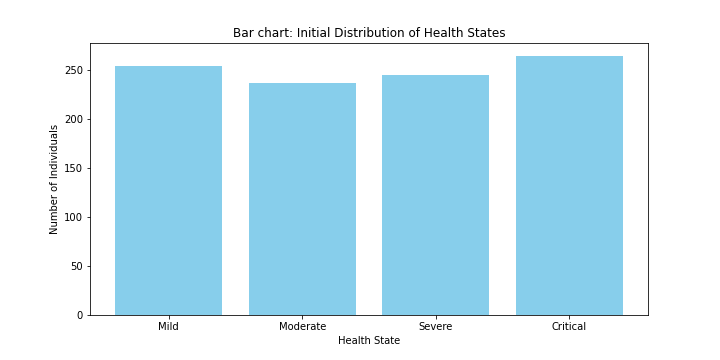 Bar chart: Initial Distribution of Health States
Number of Individuals
250
200
150
100
50
0
Mild Moderate Severe Critical
Health State